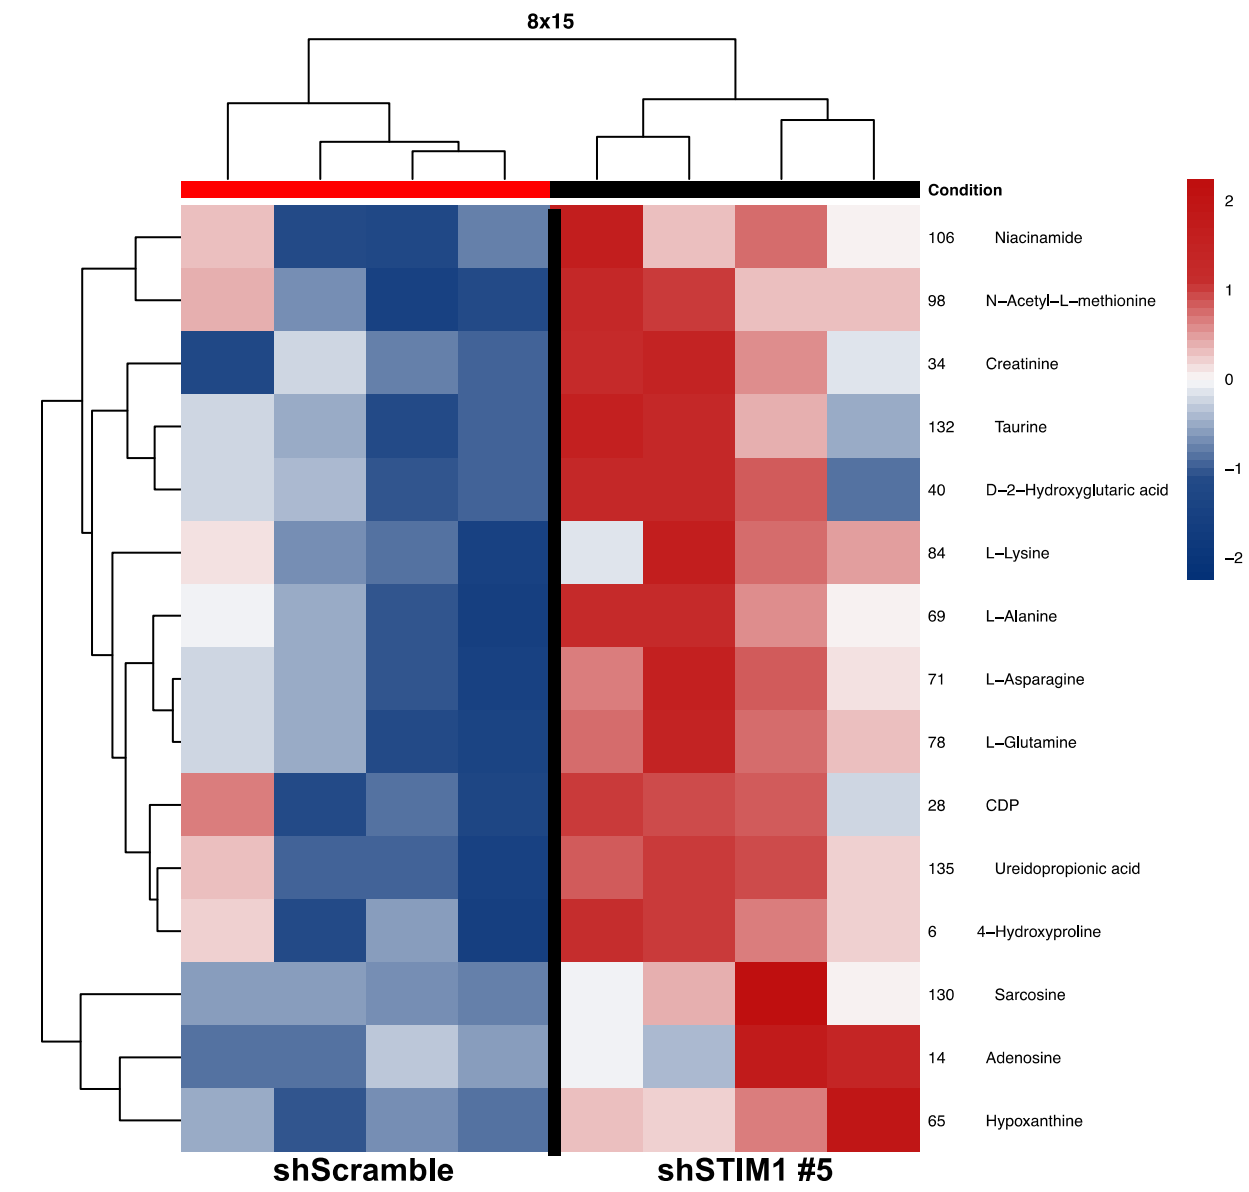 8x15
Condition
106 Niacinamide
98 N−Acetyl−L−methionine
34 Creatinine
132 Taurine
40 D−2−Hydroxyglutaric acid
84 L−Lysine
69 L−Alanine
71 L−Asparagine
78 L−Glutamine
28 CDP
135 Ureidopropionic acid
6 4−Hydroxyproline
130 Sarcosine
14 Adenosine
65 Hypoxanthine
2
1
0
−1
−2
shScramble shSTIM1 #5